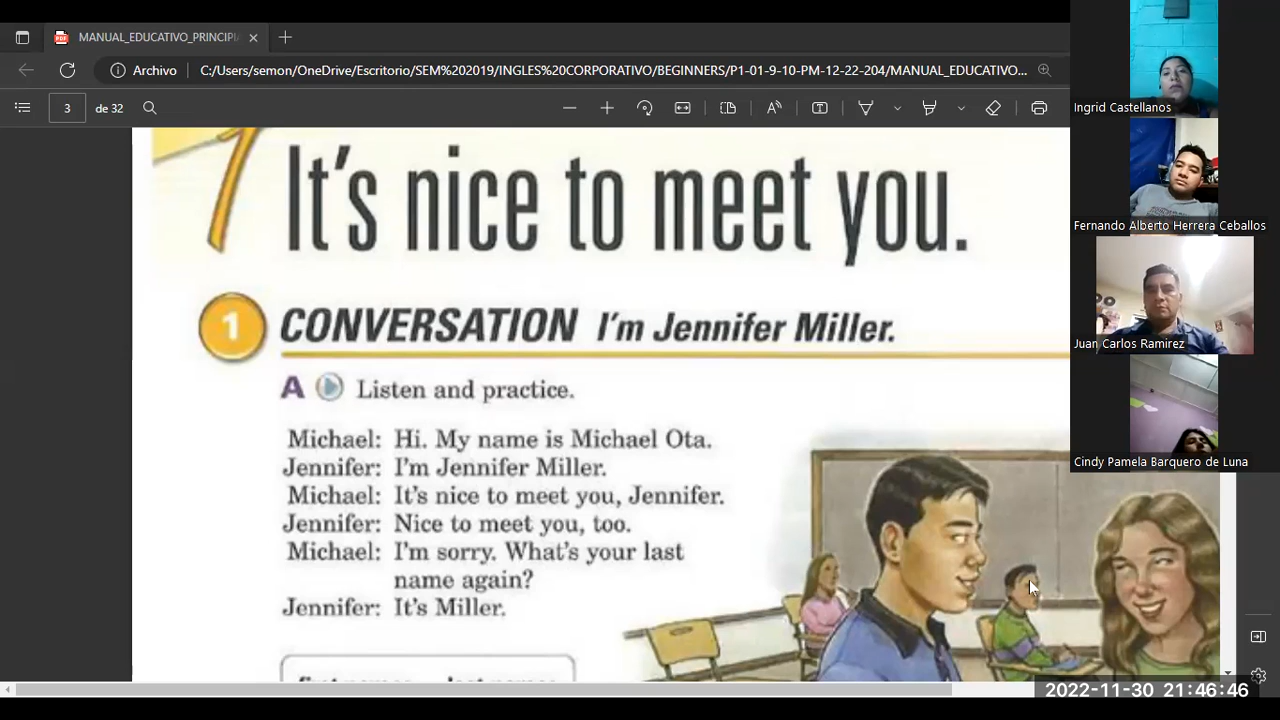 MANUAL_EDUCATIVO_PRINCIPI
Archivo
C:/Users/semon/OneDrive/Escritorio/SEM%202019/INGLES%20CORPORATIVO/BEGINNERS/P1-01-9-10-PM-12-22-204/MANUAL_EDUCATIVO...
3 de 32
1 It's nice to meet you.
1 CONVERSATION I'm Jennifer Miller.
A Listen and practice.
Michael: Hi. My name is Michael Ota.
Jennifer: I'm Jennifer Miller.
Michael: It's nice to meet you, Jennifer.
Jennifer: Nice to meet you, too.
Michael: I'm sorry. What's your last
name again?
Jennifer: It's Miller.
Ingrid Castellanos
Fernando Alberto Herrera Ceballos
Juan Carlos Ramirez
Cindy Pamela Barquero de Luna
2022-11-30 21:46:46